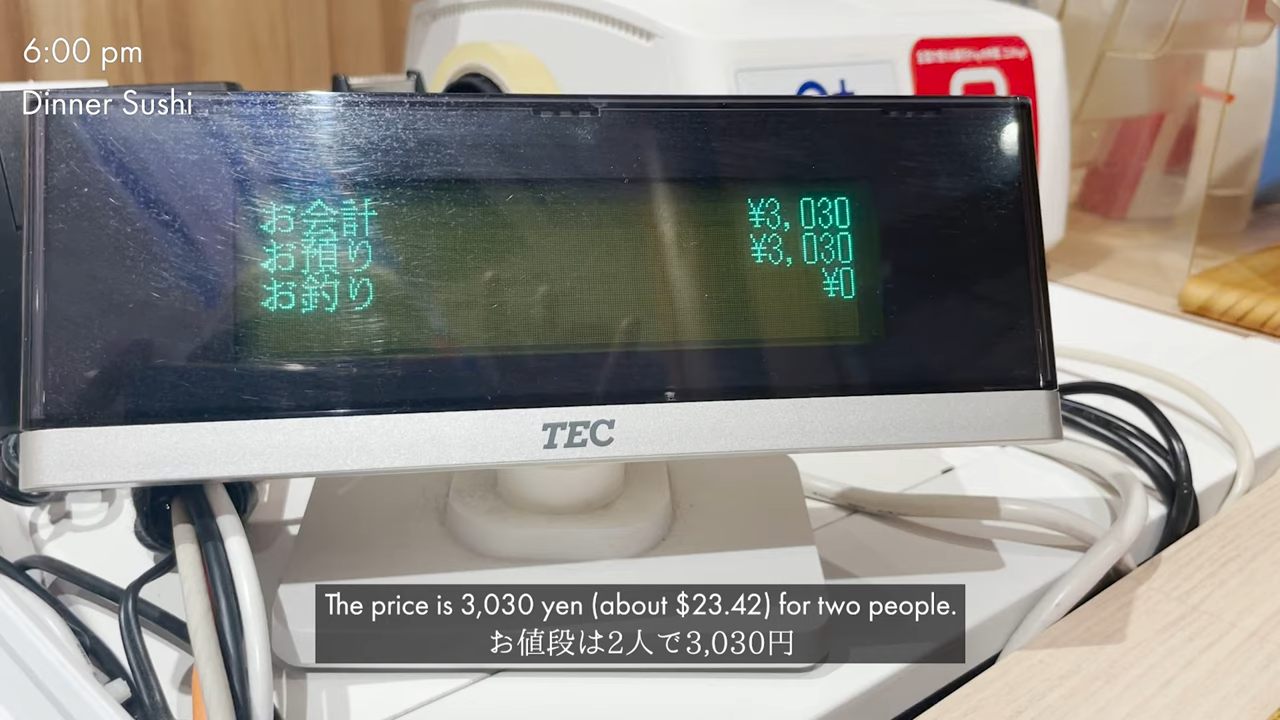 6:00 pm
Dinner Sushi
お会計 ¥3,030
お預り ¥3,030
お釣り ¥0
TEC
The price is 3,030 yen (about $23.42) for two people.
お値段は2人で3,030円